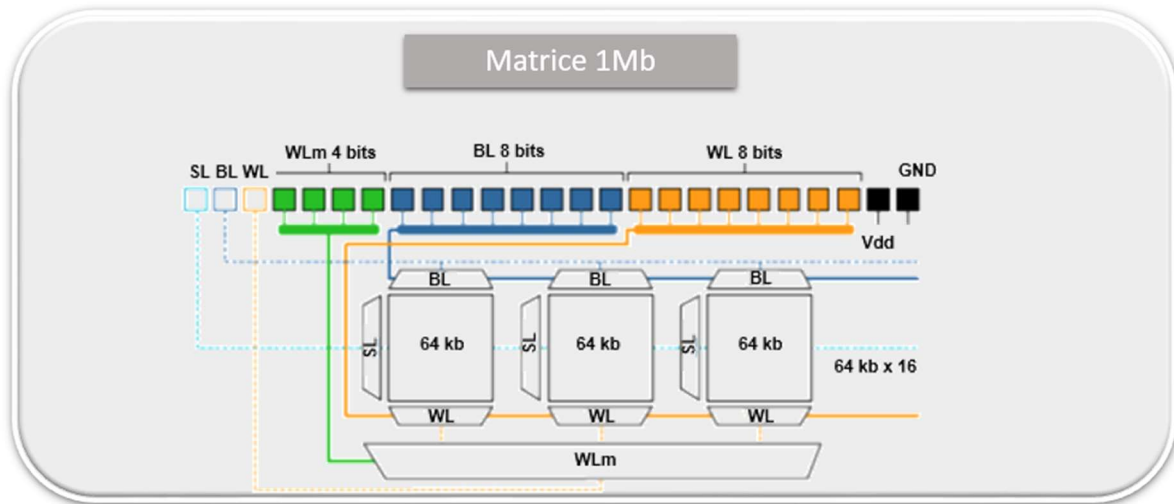 Matrice 1Mb
WLm 4 bits BL 8 bits WL 8 bits
SL BL WL GND
Vdd
BL BL BL
SL 64 kb SL 64 kb SL 64 kb
64 kb x 16
WL WL WL
WLm